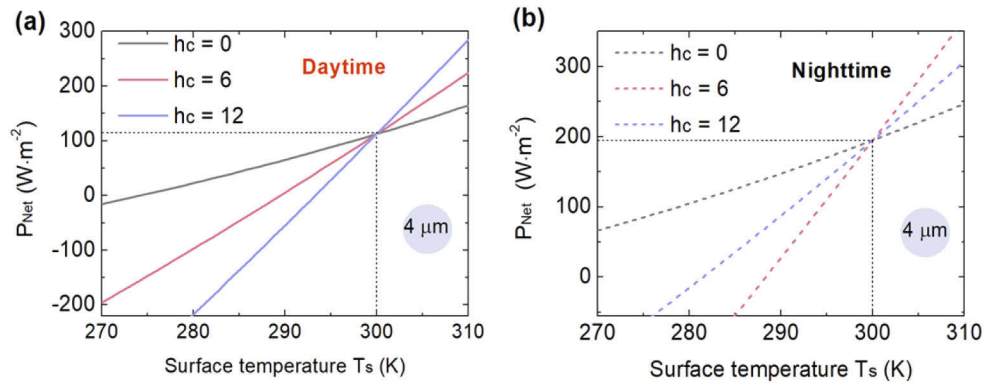 (a)
300
200
100
0
-100
-200
PNet (W·m-2)
hc = 0
hc = 6
hc = 12
Daytime
4 μm
270 280 290 300 310
Surface temperature Ts (K)
(b)
300
200
100
0
PNet (W·m-2)
hc = 0
hc = 6
hc = 12
Nighttime
4 μm
270 280 290 300 310
Surface temperature Ts (K)